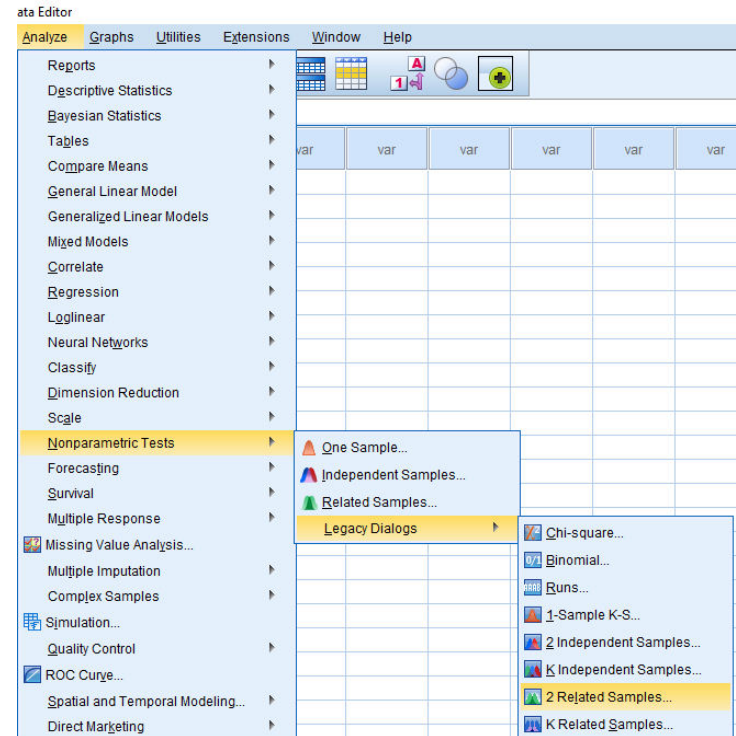 ata Editor
Analyze Graphs Utilities Extensions Window Help
Reports
Descriptive Statistics
Bayesian Statistics
Tables
Compare Means
General Linear Model
Generalized Linear Models
Mixed Models
Correlate
Regression
Loglinear
Neural Networks
Classify
Dimension Reduction
Scale
Nonparametric Tests
Forecasting
Survival
Multiple Response
Missing Value Analysis...
Multiple Imputation
Complex Samples
Simulation...
Quality Control
ROC Curve...
Spatial and Temporal Modeling...
Direct Marketing
A
1
var var var var var var
One Sample...
Independent Samples...
Related Samples...
Legacy Dialogs
Chi-square...
0/1 Binomial...
AAAB Runs...
1-Sample K-S...
2 Independent Samples...
K Independent Samples...
2 Related Samples...
K Related Samples...